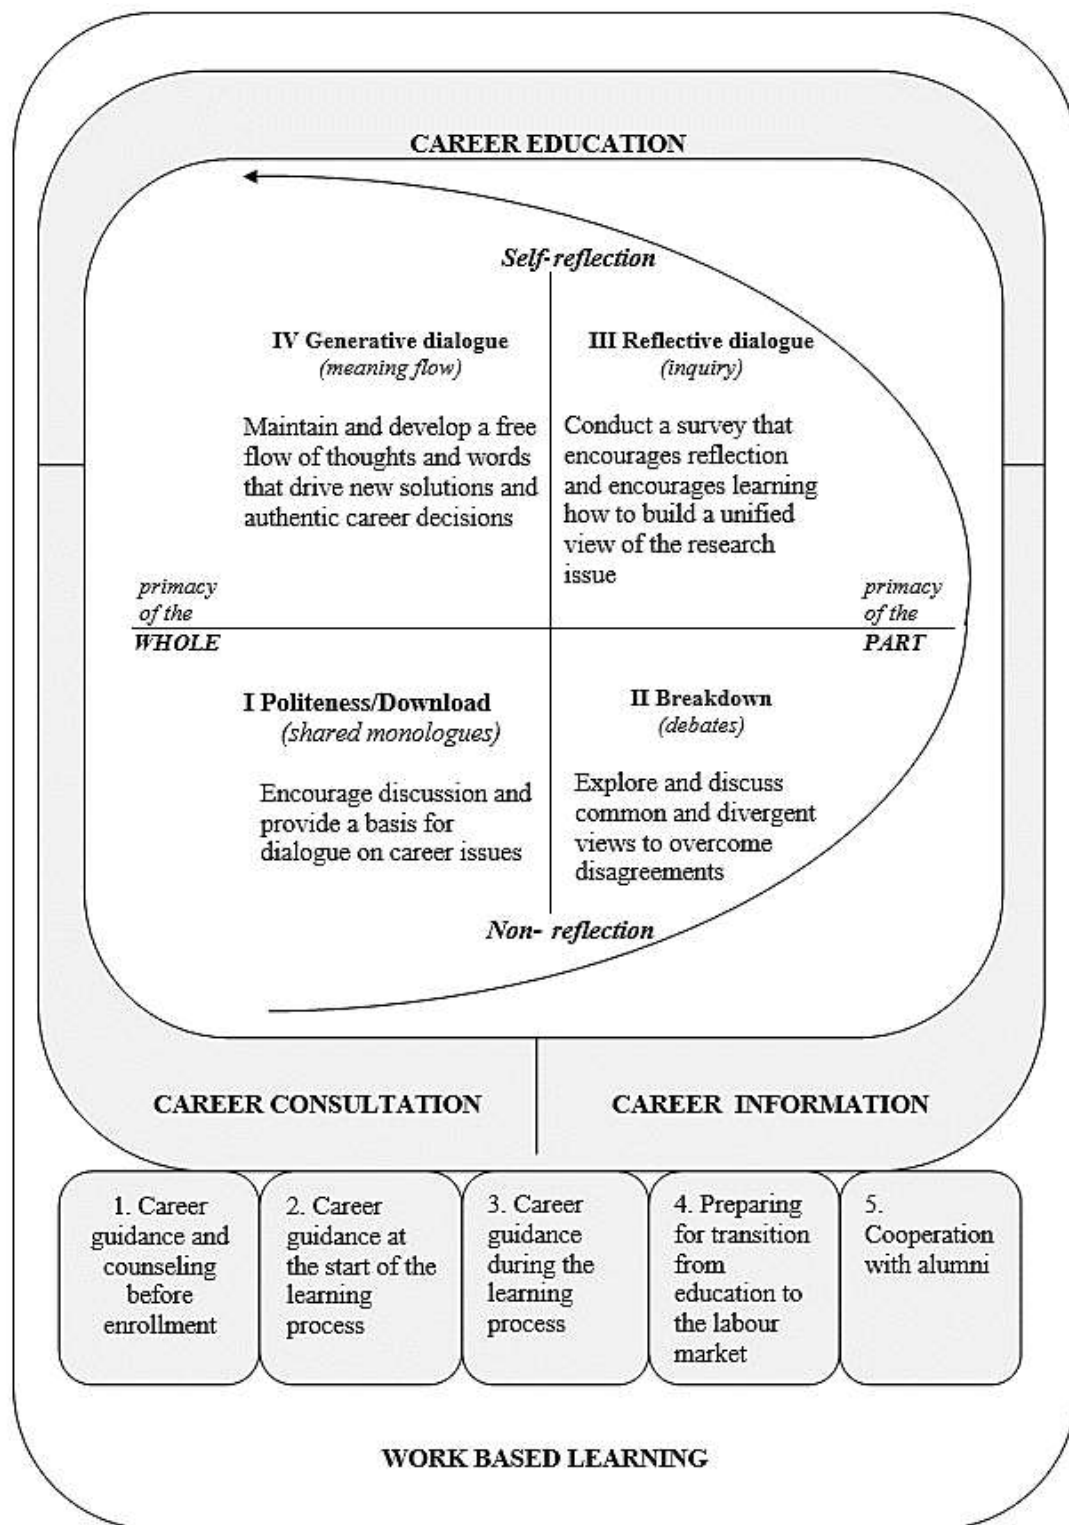 CAREER EDUCATION
Self-reflection
IV Generative dialogue
(meaning flow)
Maintain and develop a free
flow of thoughts and words
that drive new solutions and
authentic career decisions
III Reflective dialogue
(inquiry)
Conduct a survey that
encourages reflection
and encourages learning
how to build a unified
view of the research
issue
primacy
of the
WHOLE
primacy
of the
PART
I Politeness/Download
(shared monologues)
Encourage discussion and
provide a basis for
dialogue on career issues
II Breakdown
(debates)
Explore and discuss
common and divergent
views to overcome
disagreements
Non- reflection
CAREER CONSULTATION
CAREER INFORMATION
1. Career
guidance and
counseling
before
enrollment
2. Career
guidance at
the start of the
learning
process
3. Career
guidance
during the
learning
process
4. Preparing
for transition
from
education to
the labour
market
5.
Cooperation
with alumni
WORK BASED LEARNING